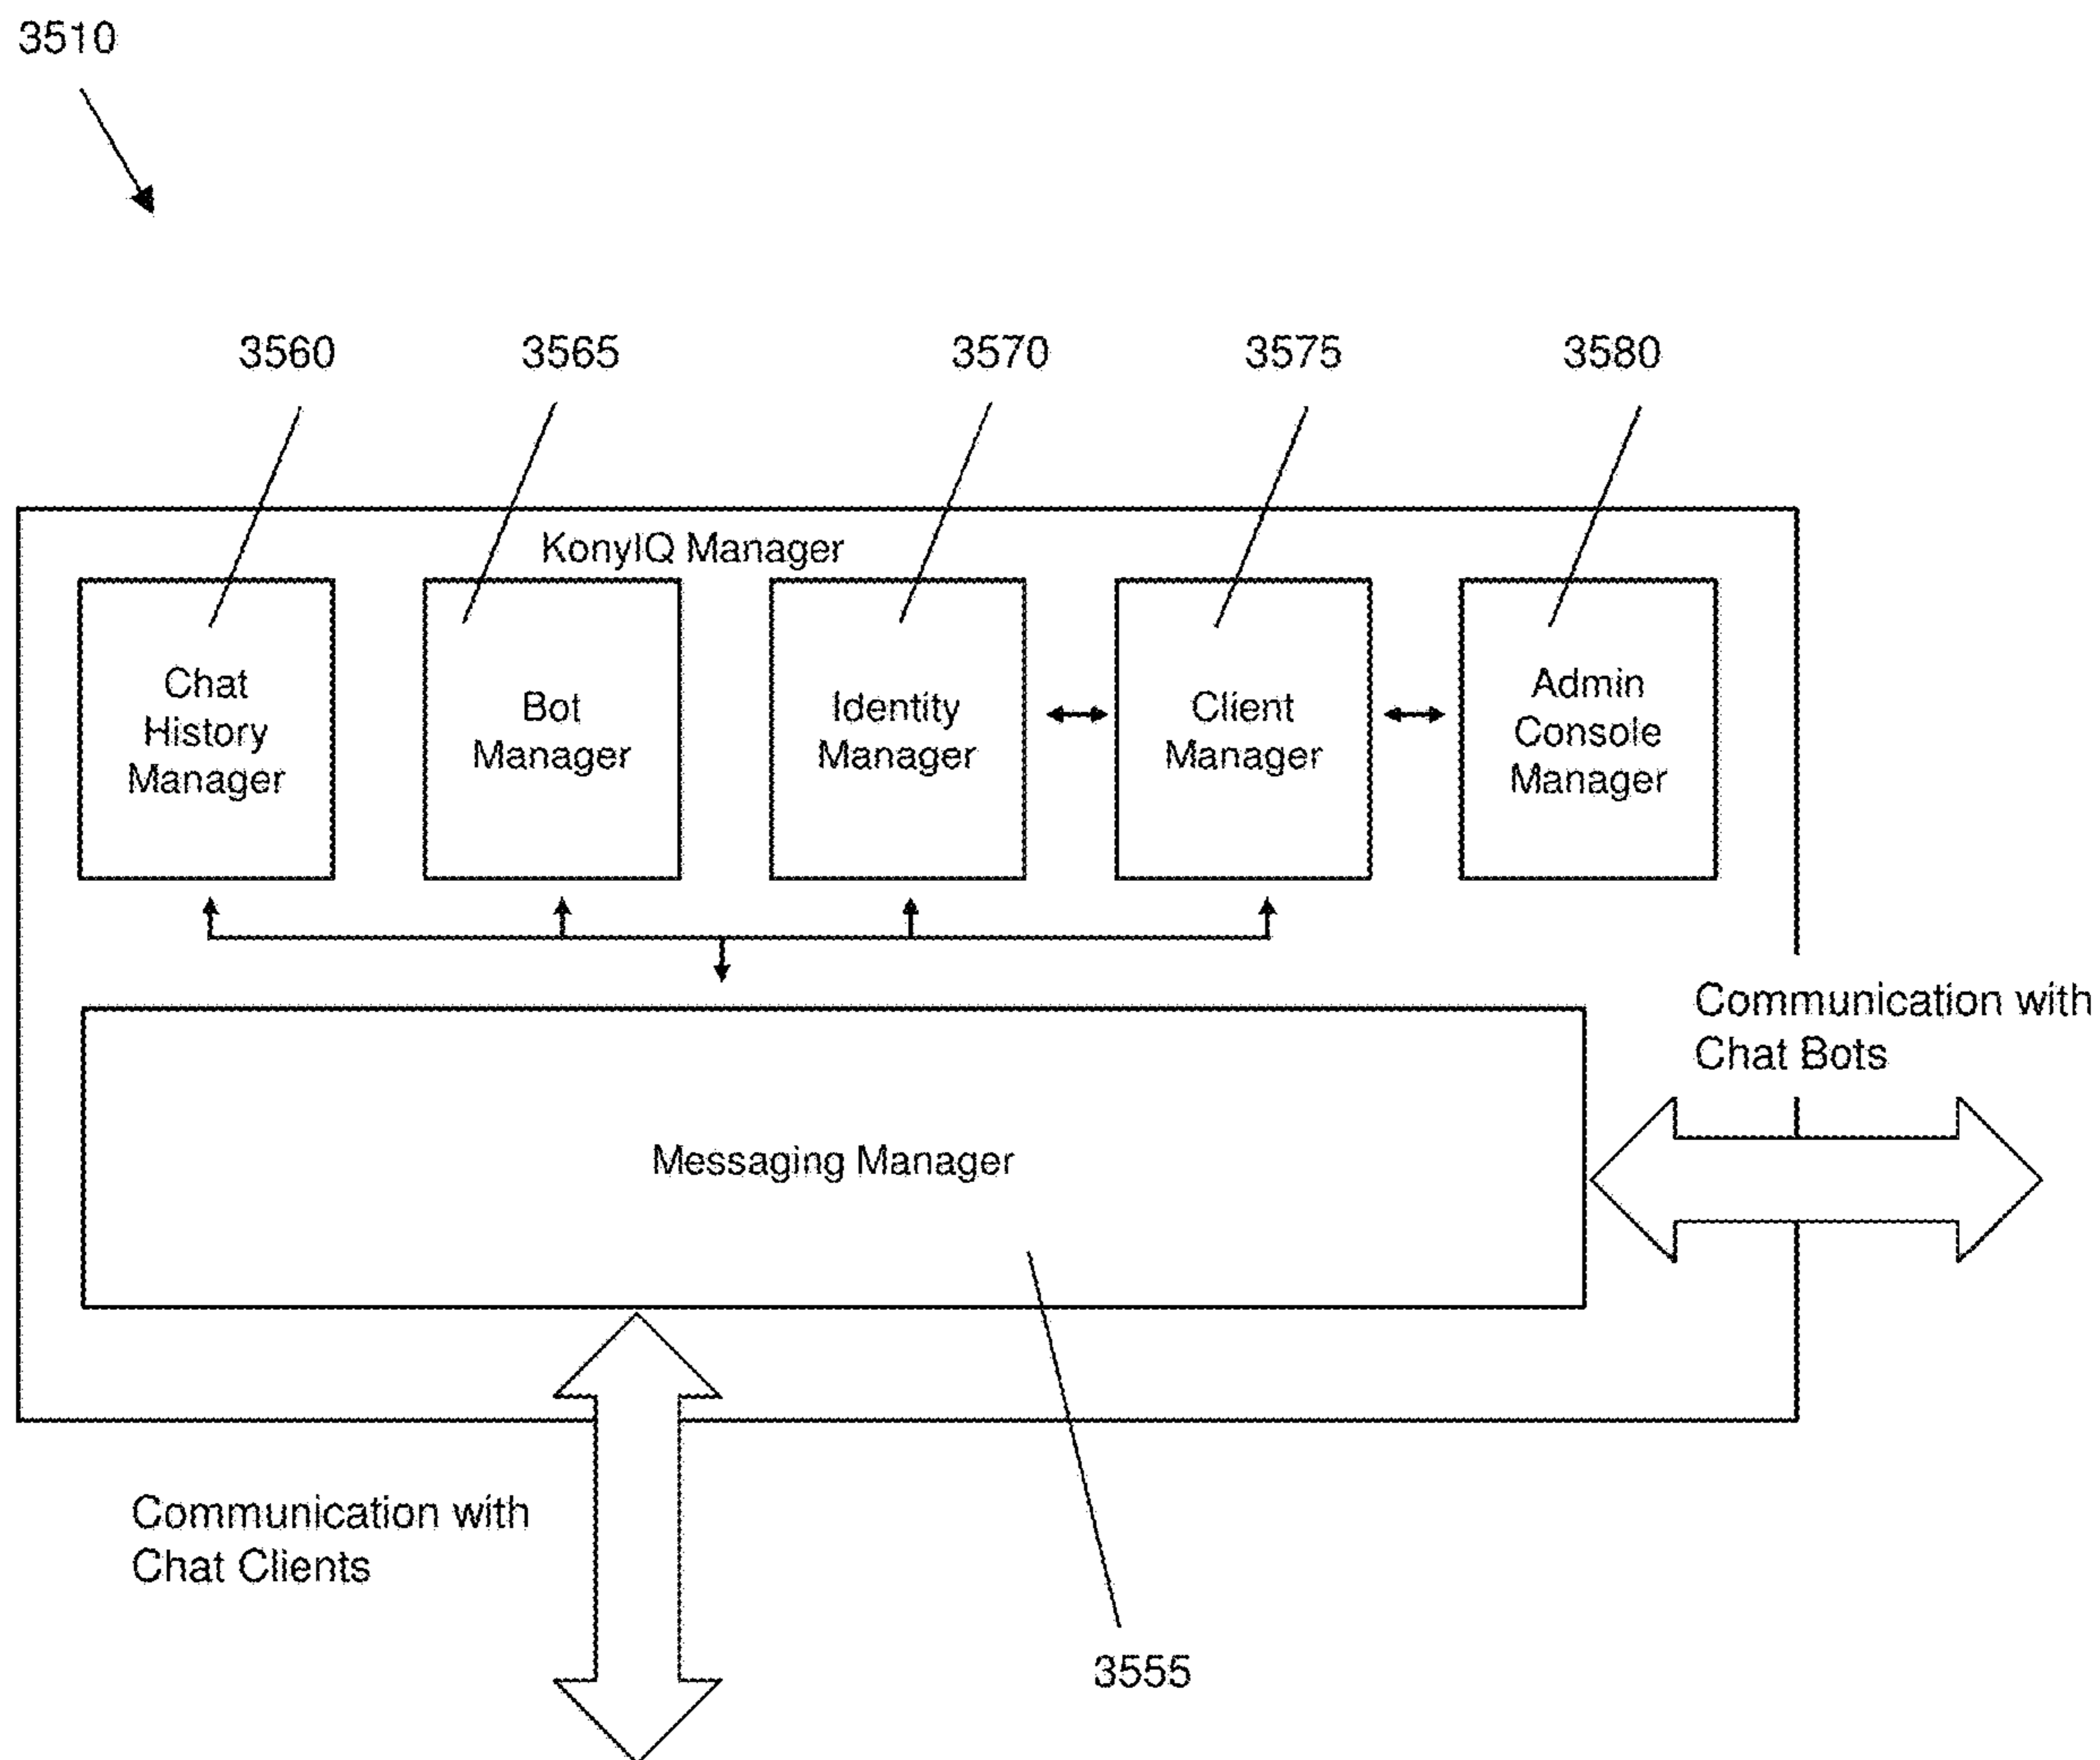 3510
3560
3565
3570
3575
3580
KonyIQ Manager
Chat
History
Manager
Bot
Manager
Identity
Manager
Client
Manager
Admin
Console
Manager
Communication with
Chat Bots
Messaging Manager
Communication with
Chat Clients
3555